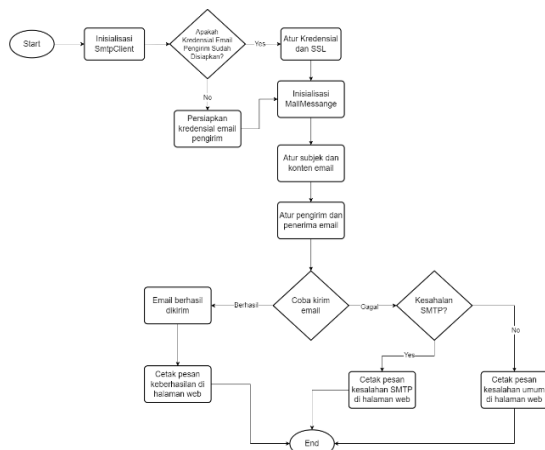 Start
Inisialisasi
SmtpClient
Apakah
Kredensial Email
Pengirim Sudah
Disiapkan?
Yes
Atur Kredensial
dan SSL
No
Persiapkan
kredensial email
pengirim
Inisialisasi
MailMessange
Atur subjek dan
konten email
Atur pengirim dan
penerima email
Coba kirim
email
Berhasil
Email berhasil
dikirim
Cetak pesan
keberhasilan di
halaman web
Gagal
Kesahalan
SMTP?
Yes
Cetak pesan
kesalahan SMTP
di halaman web
No
Cetak pesan
kesalahan umum
di halaman web
End